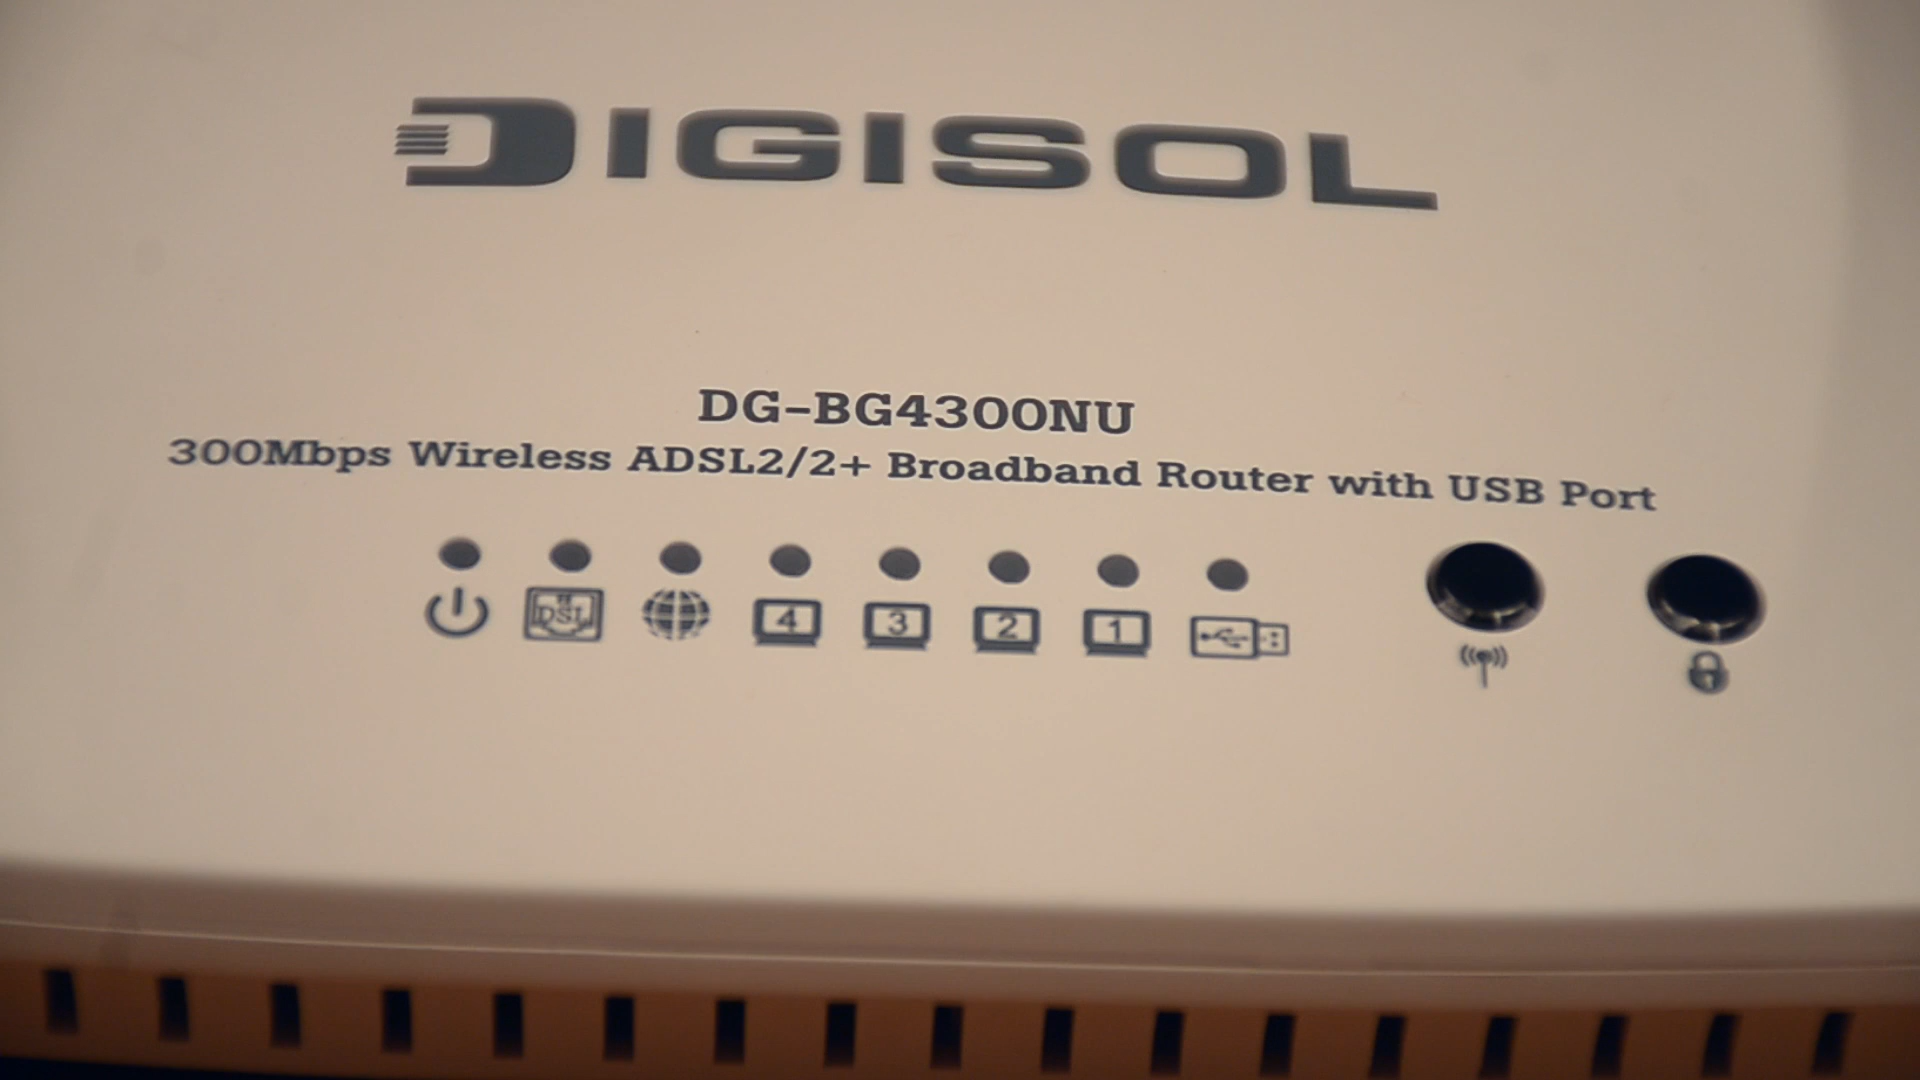 DIGISOL
DG-BG4300NU
300Mbps Wireless ADSL2/2+ Broadband Router with USB Port
DSL 4 3 2 1